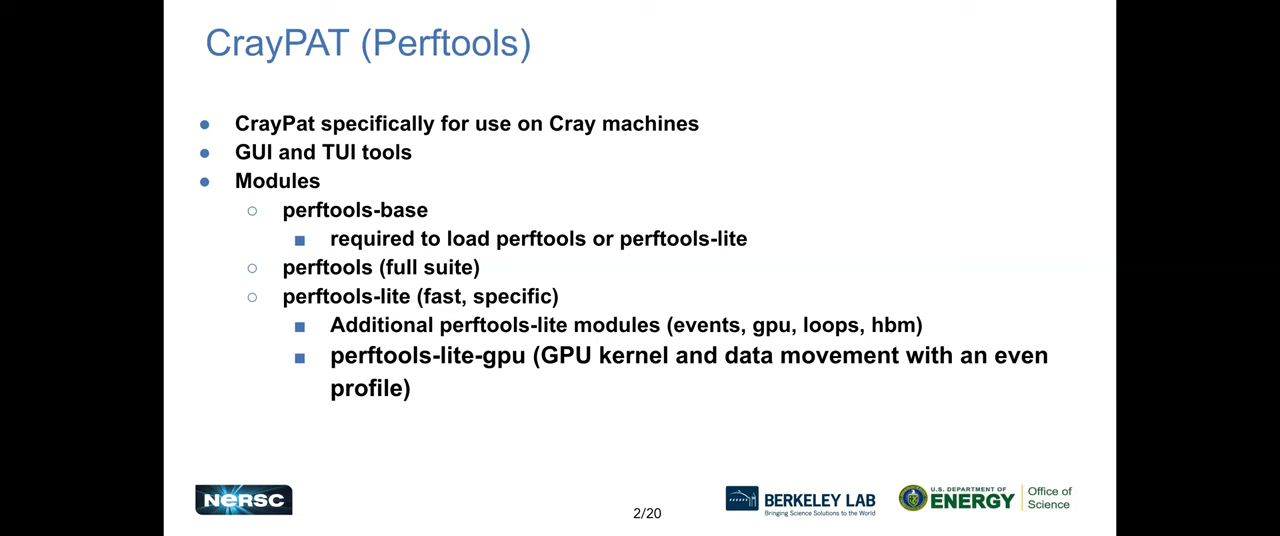 CrayPAT (Perftools)
● CrayPat specifically for use on Cray machines
● GUI and TUI tools
● Modules
○ perftools-base
■ required to load perftools or perftools-lite
○ perftools (full suite)
○ perftools-lite (fast, specific)
■ Additional perftools-lite modules (events, gpu, loops, hbm)
■ perftools-lite-gpu (GPU kernel and data movement with an even
profile)
NERSC
2/20
BERKELEY LAB
Bringing Science Solutions to the World
U.S. DEPARTMENT OF
ENERGY
Office of
Science